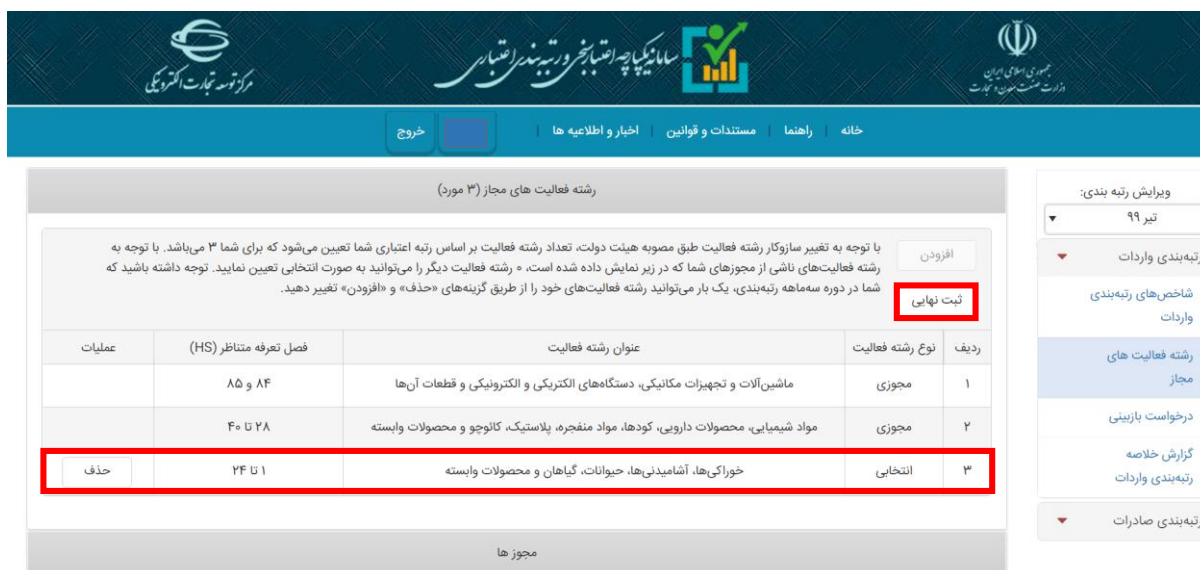 جمهوری اسلامی ایران
وزارت صنعت، معدن و تجارت
سامانه یکپارچه اعتبارسنجی و رتبه بندی اعتباری
مرکز توسعه تجارت الکترونیکی
خانه | راهنما | مستندات و قوانین | اخبار و اطلاعیه ها |
خروج
ویرایش رتبه بندی:
تیر ۹۹
رتبه‌بندی واردات
شاخص‌های رتبه‌بندی
واردات
رشته فعالیت های
مجاز
درخواست بازبینی
گزارش خلاصه
رتبه‌بندی واردات
رتبه‌بندی صادرات
رشته فعالیت های مجاز (۳ مورد)
افزودن
ثبت نهایی
با توجه به تغییر سازوکار رشته فعالیت طبق مصوبه هیئت دولت، تعداد رشته فعالیت بر اساس رتبه اعتباری شما تعیین می‌شود که برای شما ۳ می‌باشد. با توجه به
رشته فعالیت‌های ناشی از مجوزهای شما که در زیر نمایش داده شده است، ۰ رشته فعالیت دیگر را می‌توانید به صورت انتخابی تعیین نمایید. توجه داشته باشید که
شما در دوره سه‌ماهه رتبه‌بندی، یک بار می‌توانید رشته فعالیت‌های خود را از طریق گزینه‌های «حذف» و «افزودن» تغییر دهید.
ردیف نوع رشته فعالیت عنوان رشته فعالیت فصل تعرفه متناظر (HS) عملیات
۱ مجوزی ماشین‌آلات و تجهیزات مکانیکی، دستگاه‌های الکتریکی و الکترونیکی و قطعات آن‌ها ۸۴ و ۸۵
۲ مجوزی مواد شیمیایی، محصولات دارویی، کودها، مواد منفجره، پلاستیک، کائوچو و محصولات وابسته ۲۸ تا ۴۰
۳ انتخابی خوراکی‌ها، آشامیدنی‌ها، حیوانات، گیاهان و محصولات وابسته ۱ تا ۲۴ حذف
مجوز ها